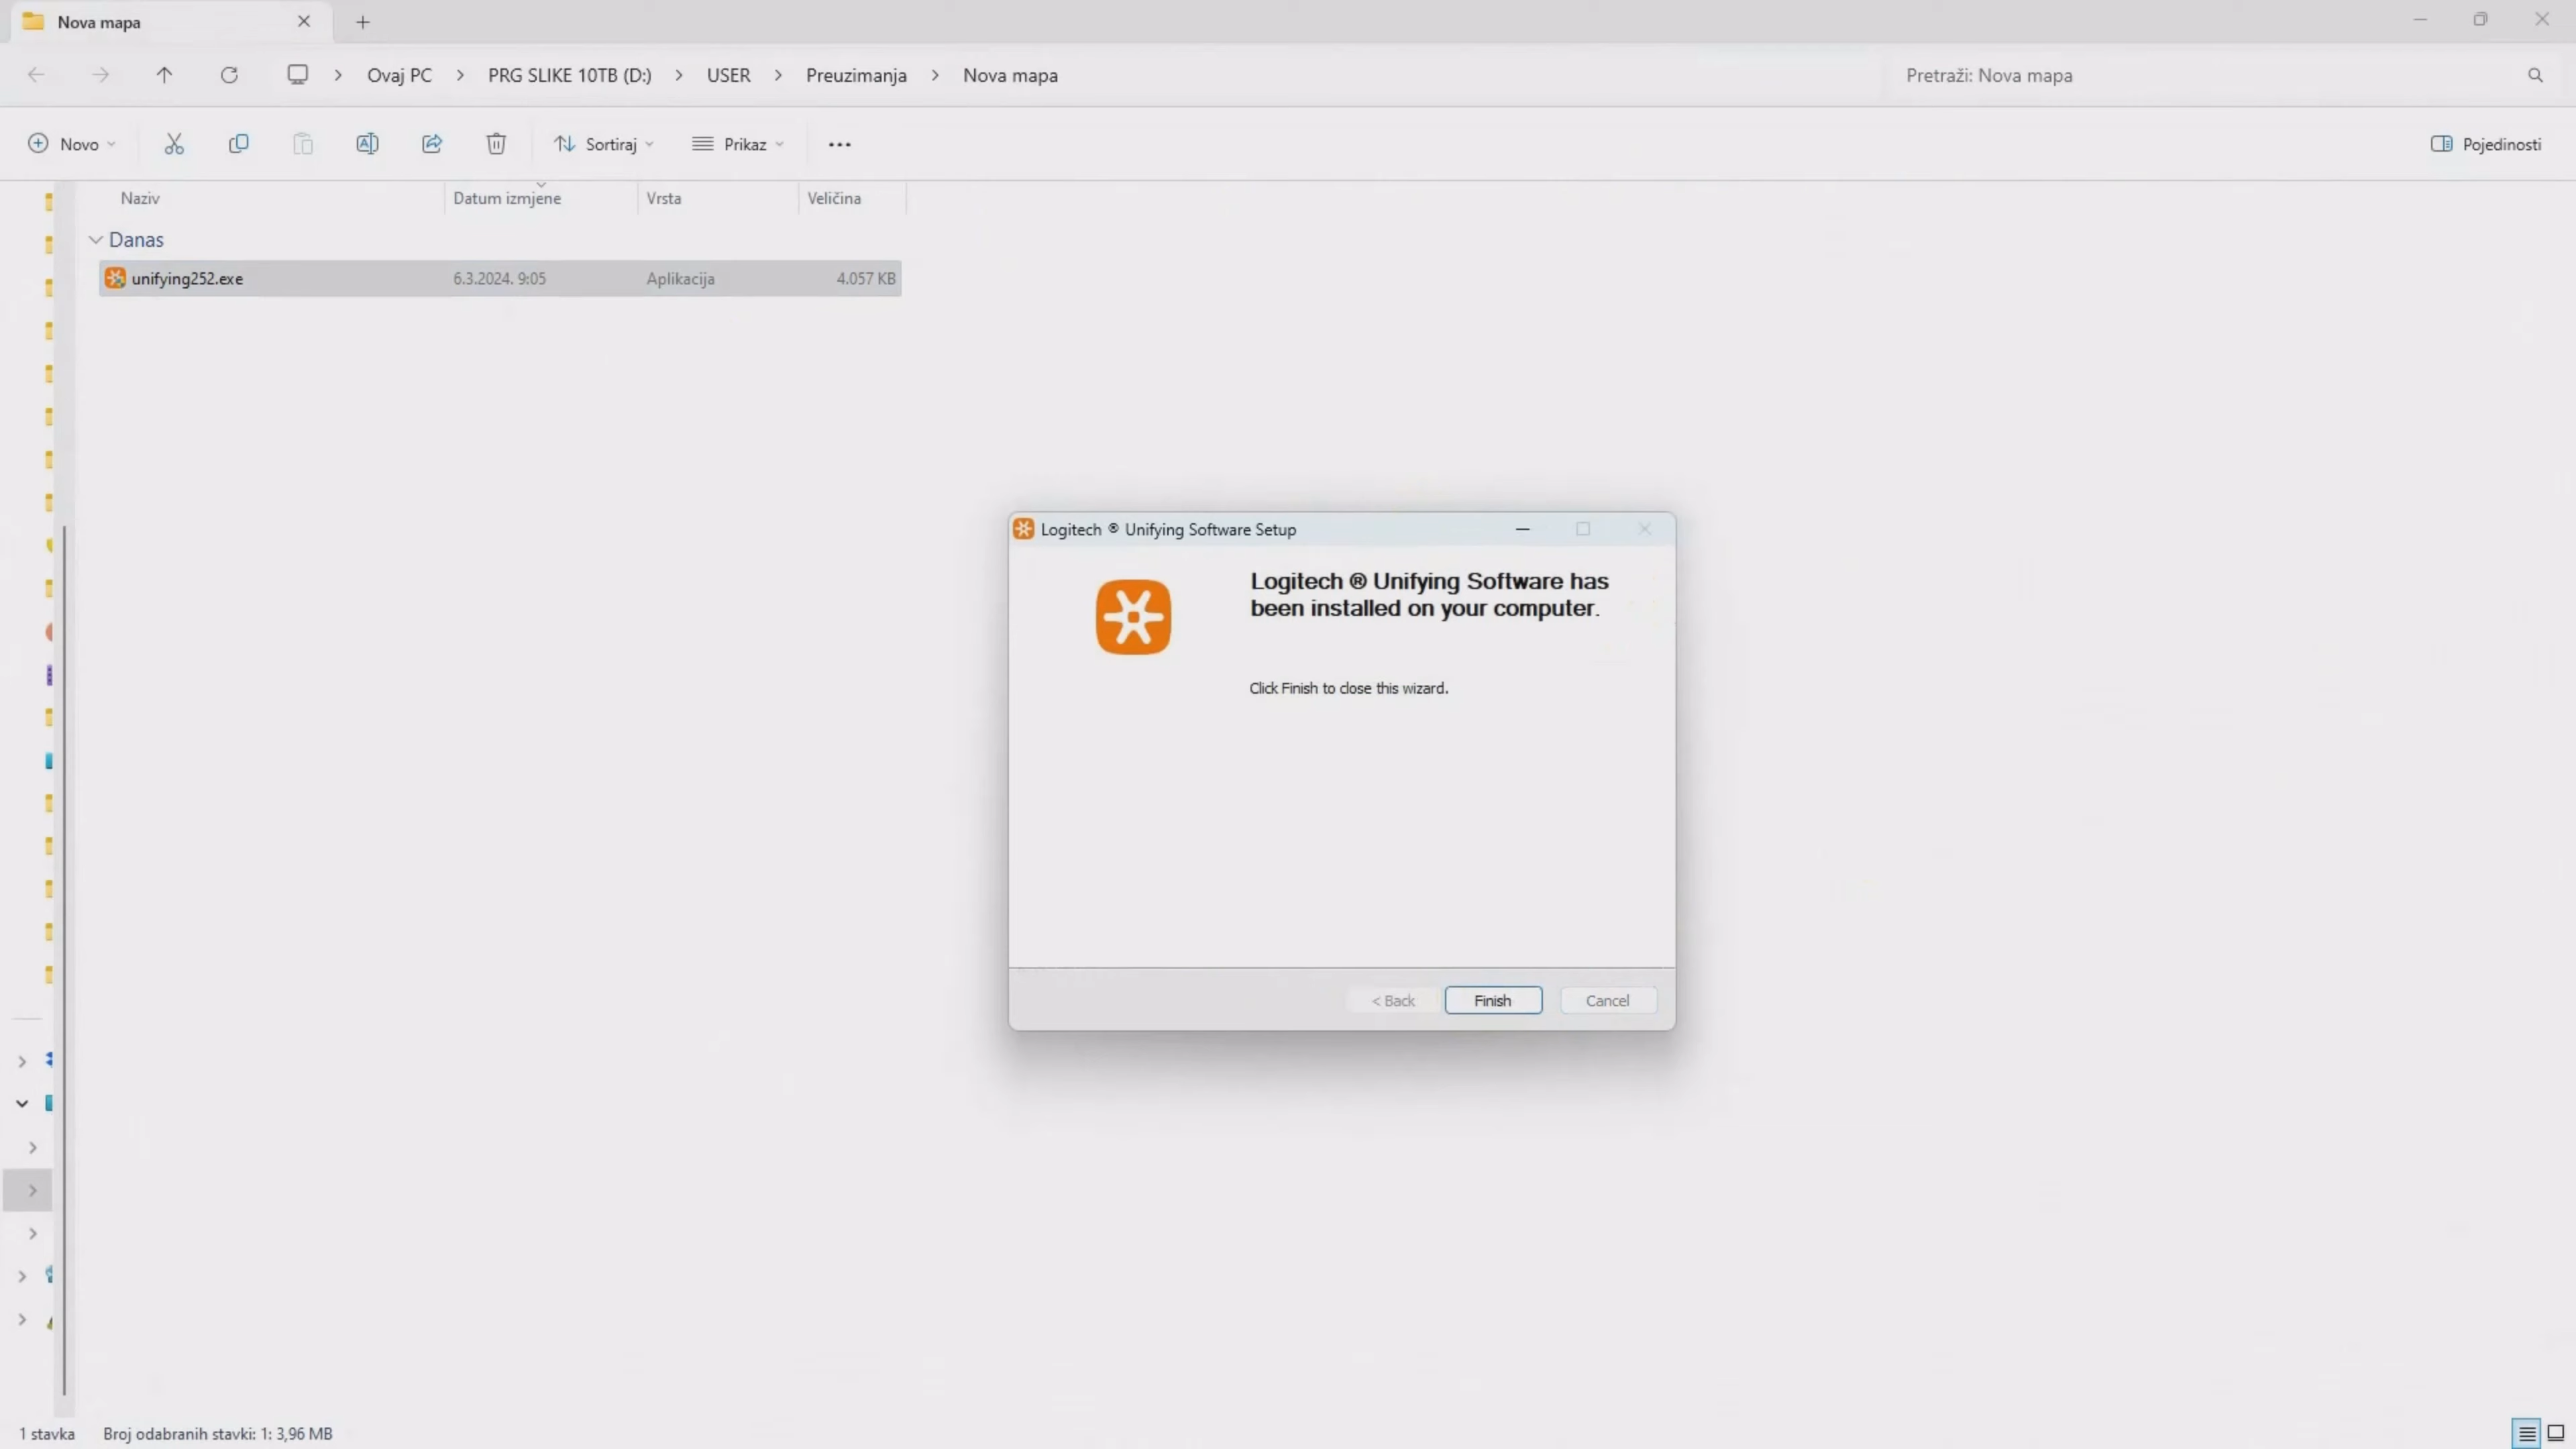 Nova mapa
Ovaj PC > PRG SLIKE 10TB (D:) > USER > Preuzimanja > Nova mapa
Pretraži: Nova mapa
Novo
Sortiraj
Prikaz
Pojedinosti
Naziv
Datum izmjene
Vrsta
Veličina
Danas
unifying252.exe
6.3.2024. 9:05
Aplikacija
4.057 KB
Logitech ® Unifying Software Setup
Logitech ® Unifying Software has
been installed on your computer.
Click Finish to close this wizard.
< Back
Finish
Cancel
1 stavka
Broj odabranih stavki: 1: 3,96 MB